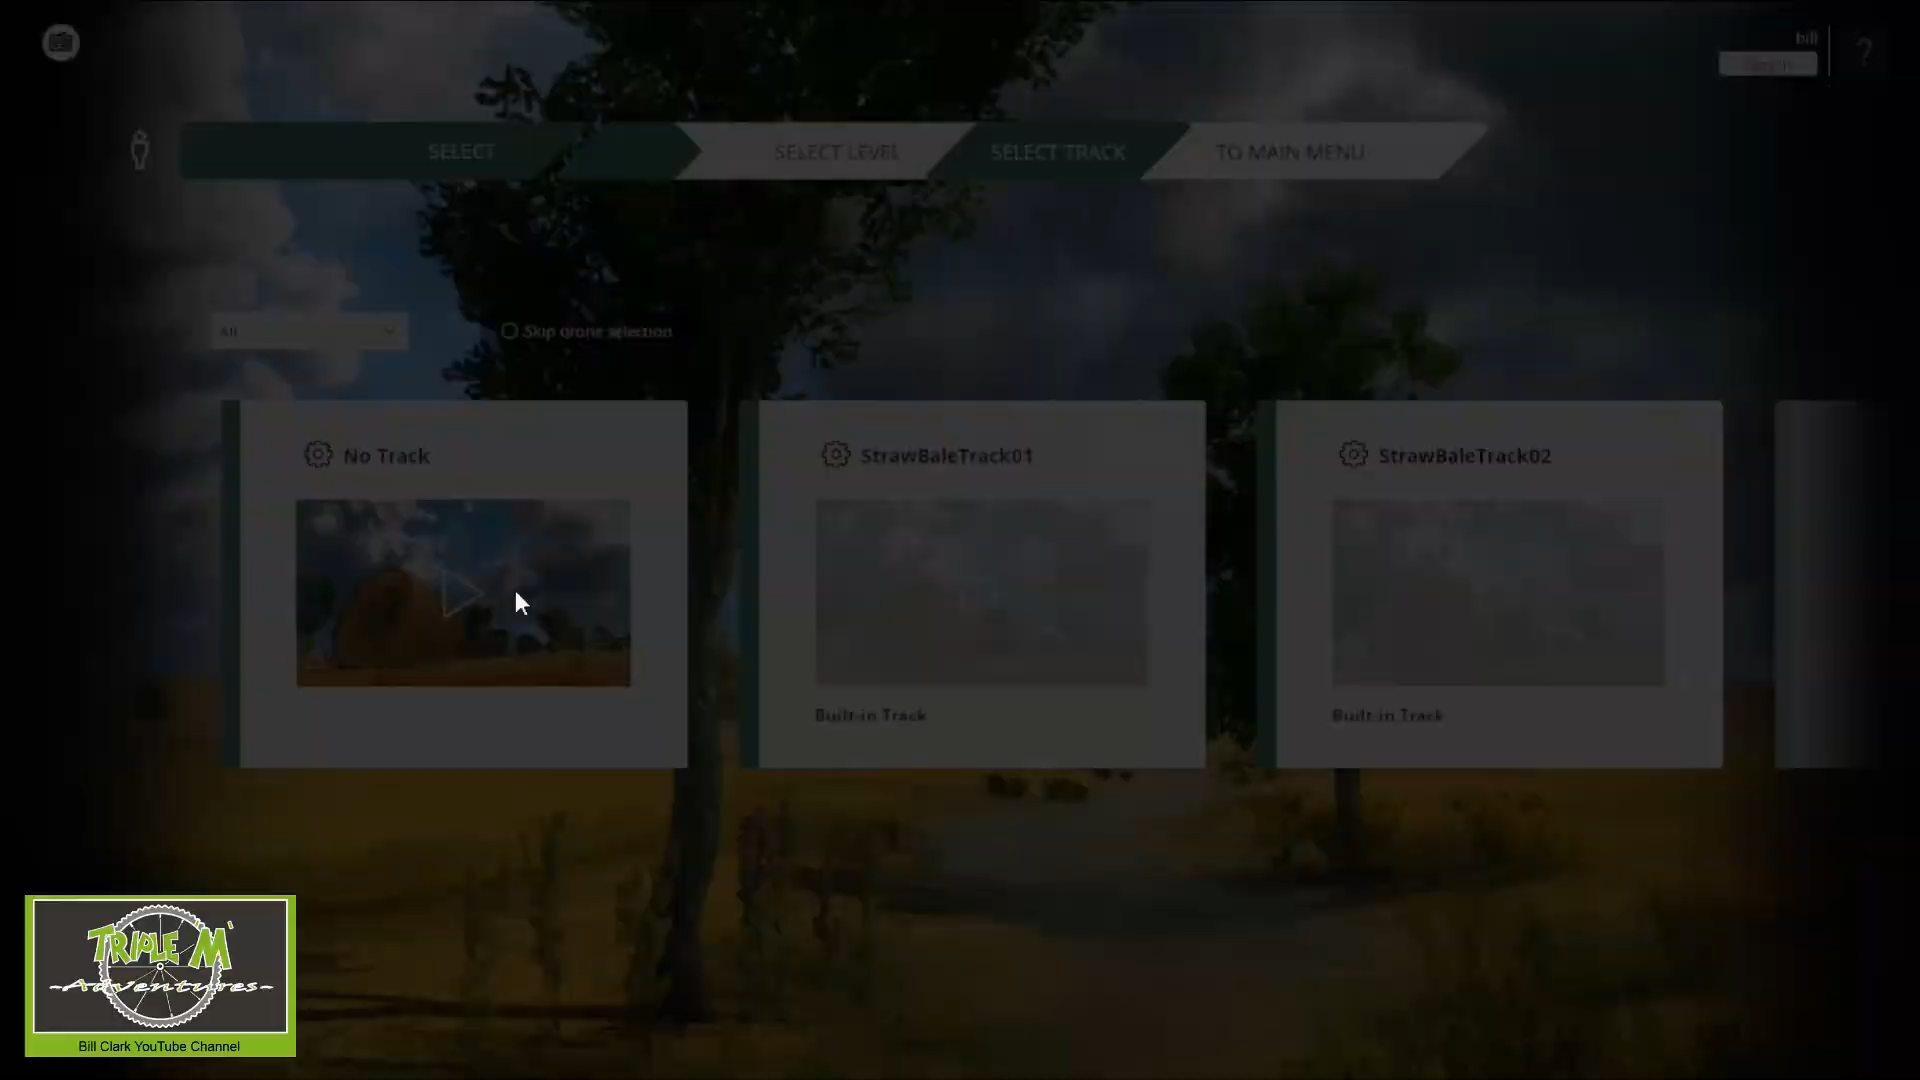 bill
?
SELECT
SELECT LEVEL
SELECT TRACK
TO MAIN MENU
All
Skip drone selection
No Track
StrawBaleTrack01
StrawBaleTrack02
Built-in Track
Built-in Track
TRIPLE M'
-Adventures-
Bill Clark YouTube Channel